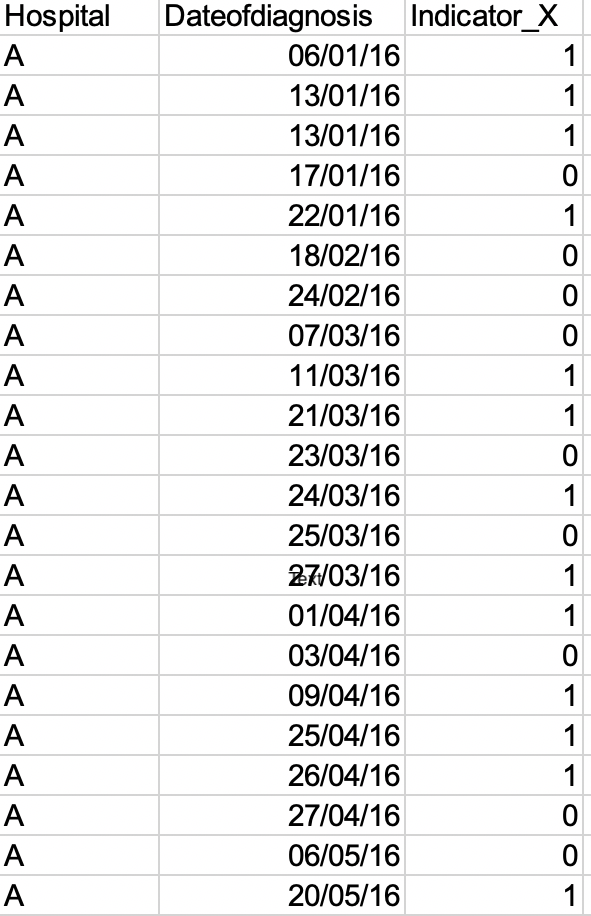 Hospital Dateofdiagnosis Indicator_X
A 06/01/16 1
A 13/01/16 1
A 13/01/16 1
A 17/01/16 0
A 22/01/16 1
A 18/02/16 0
A 24/02/16 0
A 07/03/16 0
A 11/03/16 1
A 21/03/16 1
A 23/03/16 0
A 24/03/16 1
A 25/03/16 0
A 27/03/16 1
Text
A 01/04/16 1
A 03/04/16 0
A 09/04/16 1
A 25/04/16 1
A 26/04/16 1
A 27/04/16 0
A 06/05/16 0
A 20/05/16 1